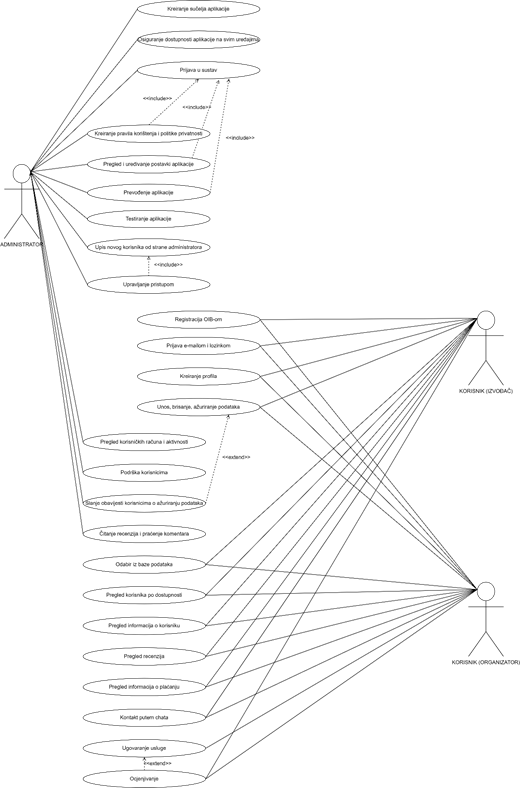 Kreiranje sučelja aplikacije
Osiguranje dostupnosti aplikacije na svim uređajima
Prijava u sustav
<<include>>
<<include>>
Kreiranje pravila korištenja i politike privatnosti
<<include>>
Pregled i uređivanje postavki aplikacije
Prevođenje aplikacije
Testiranje aplikacije
ADMINISTRATOR
Upis novog korisnika od strane administratora
<<include>>
Upravljanje pristupom
Registracija OIB-om
Prijava e-mailom i lozinkom
Kreiranje profila
KORISNIK (IZVOĐAČ)
Unos, brisanje, ažuriranje podataka
Pregled korisničkih računa i aktivnosti
<<extend>>
Podrška korisnicima
Slanje obavijesti korisnicima o ažuriranju podataka
Čitanje recenzija i praćenje komentara
Odabir iz baze podataka
Pregled korisnika po dostupnosti
Pregled informacija o korisniku
Pregled recenzija
KORISNIK (ORGANIZATOR)
Pregled informacija o plaćanju
Kontakt putem chata
Ugovaranje usluge
<<extend>>
Ocjenjivanje